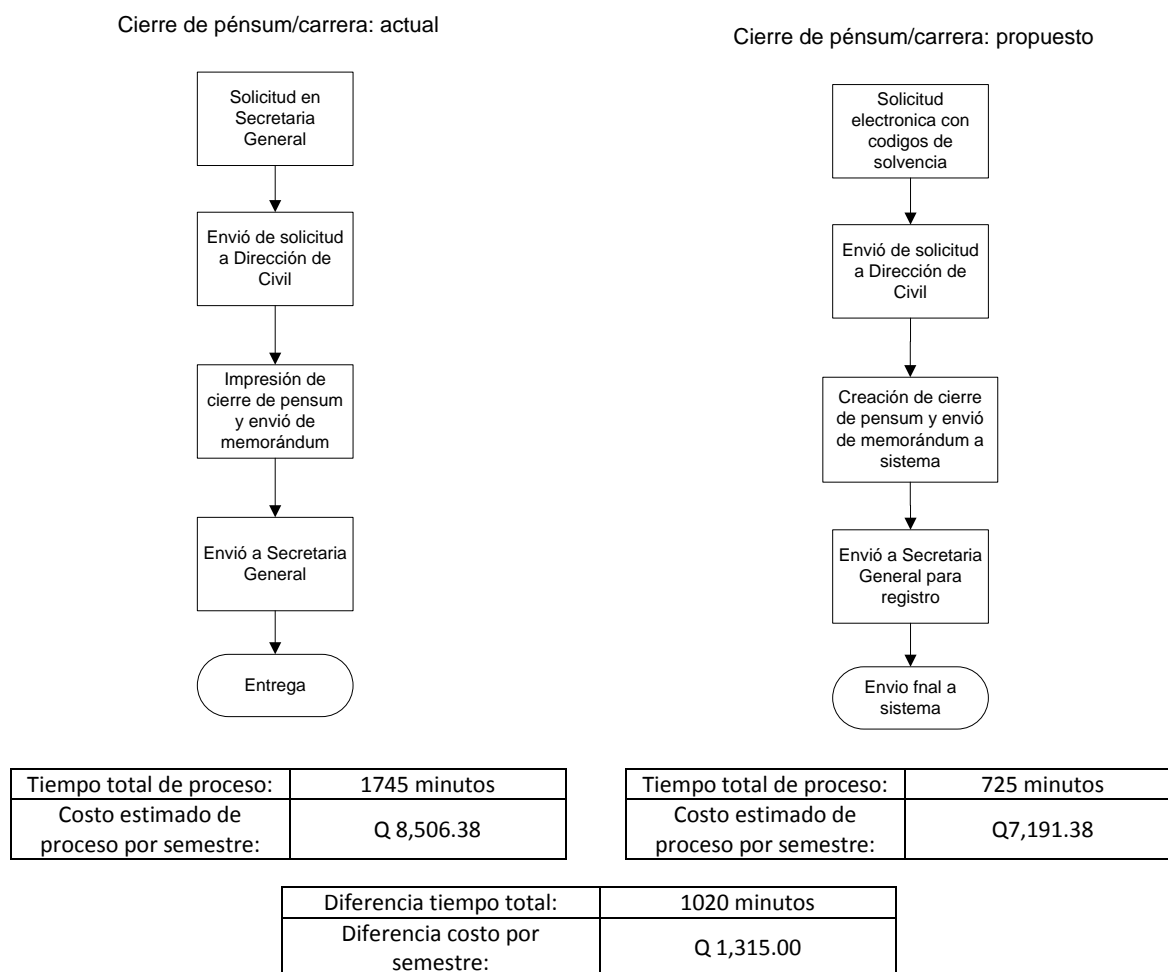 Cierre de pénsum/carrera: actual
Solicitud en
Secretaria
General
Envió de solicitud
a Dirección de
Civil
Impresión de
cierre de pensum
y envió de
memorándum
Envió a Secretaria
General
Entrega
Cierre de pénsum/carrera: propuesto
Solicitud
electronica con
codigos de
solvencia
Envió de solicitud
a Dirección de
Civil
Creación de cierre
de pensum y envió
de memorándum a
sistema
Envió a Secretaria
General para
registro
Envio fnal a
sistema
Tiempo total de proceso: 1745 minutos
Costo estimado de
proceso por semestre: Q 8,506.38
Tiempo total de proceso: 725 minutos
Costo estimado de
proceso por semestre: Q7,191.38
Diferencia tiempo total: 1020 minutos
Diferencia costo por
semestre: Q 1,315.00